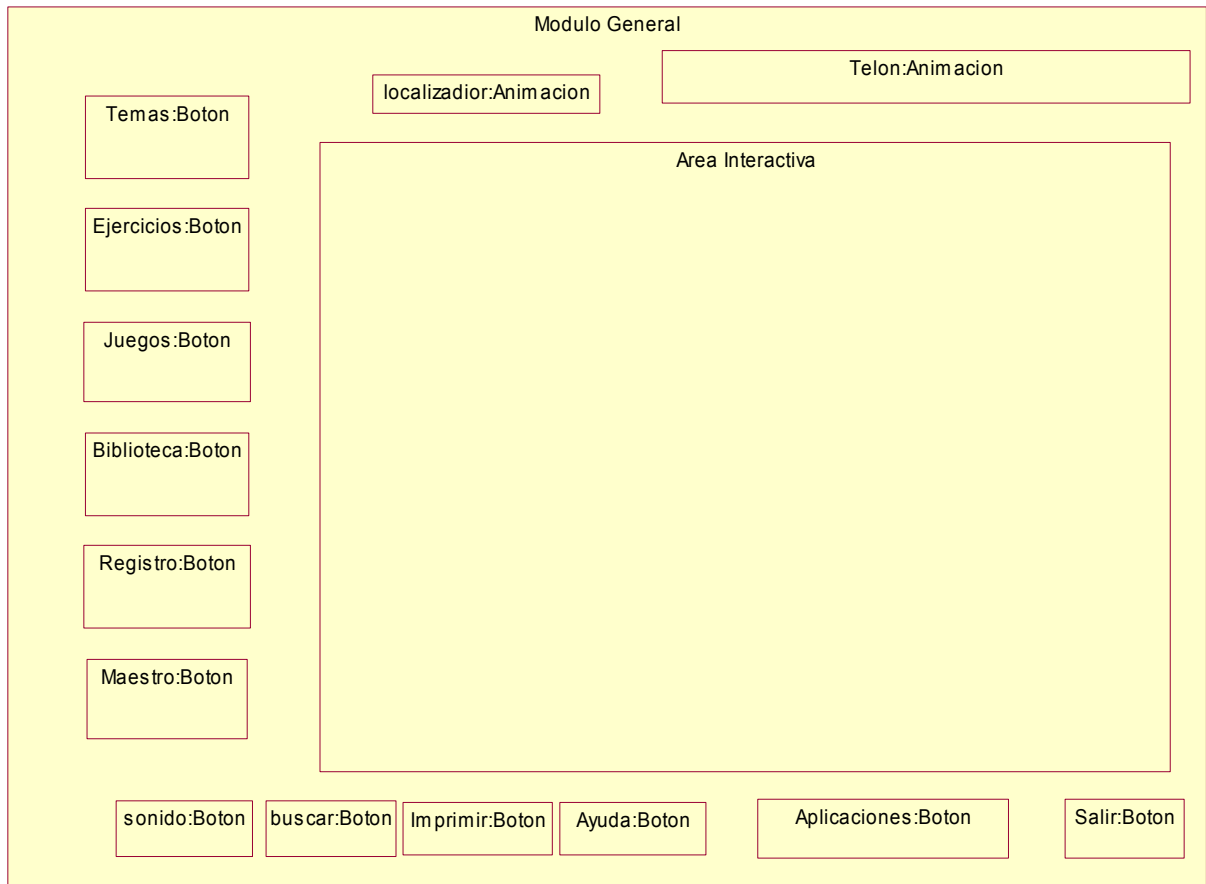 Modulo General
Telon:Animacion
localizadior:Animacion
Temas:Boton
Area Interactiva
Ejercicios:Boton
Juegos:Boton
Biblioteca:Boton
Registro:Boton
Maestro:Boton
sonido:Boton
buscar:Boton
Imprimir:Boton
Ayuda:Boton
Aplicaciones:Boton
Salir:Boton